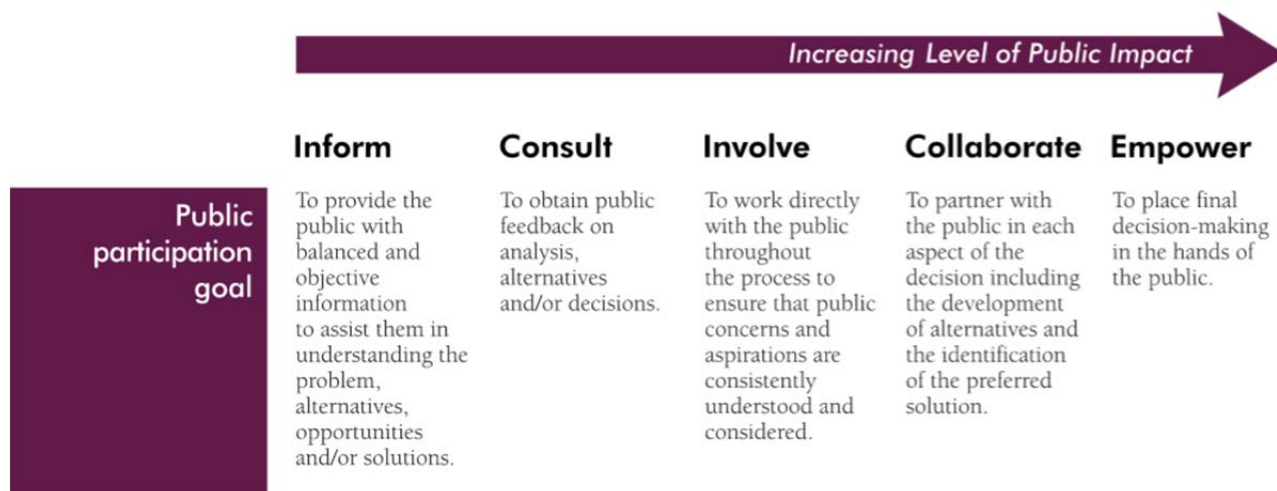 Increasing Level of Public Impact
Inform
Consult
Involve
Collaborate
Empower
Public
participation
goal
To provide the
public with
balanced and
objective
information
to assist them in
understanding the
problem,
alternatives,
opportunities
and/or solutions.
To obtain public
feedback on
analysis,
alternatives
and/or decisions.
To work directly
with the public
throughout
the process to
ensure that public
concerns and
aspirations are
consistently
understood and
considered.
To partner with
the public in each
aspect of the
decision including
the development
of alternatives and
the identification
of the preferred
solution.
To place final
decision-making
in the hands of
the public.